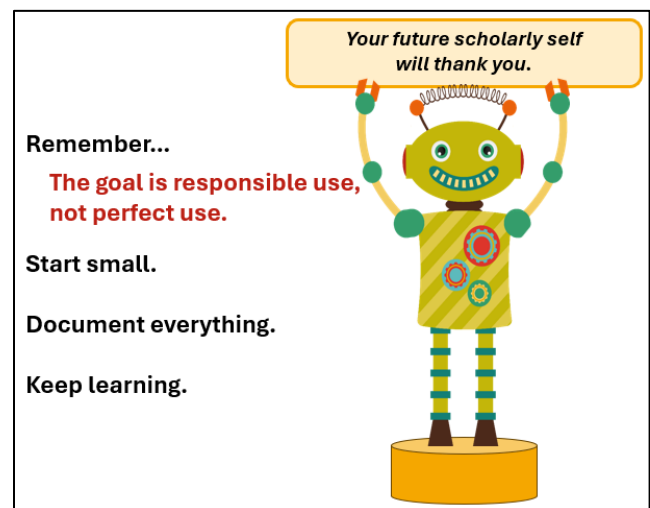 Your future scholarly self
will thank you.
Remember...
The goal is responsible use,
not perfect use.
Start small.
Document everything.
Keep learning.